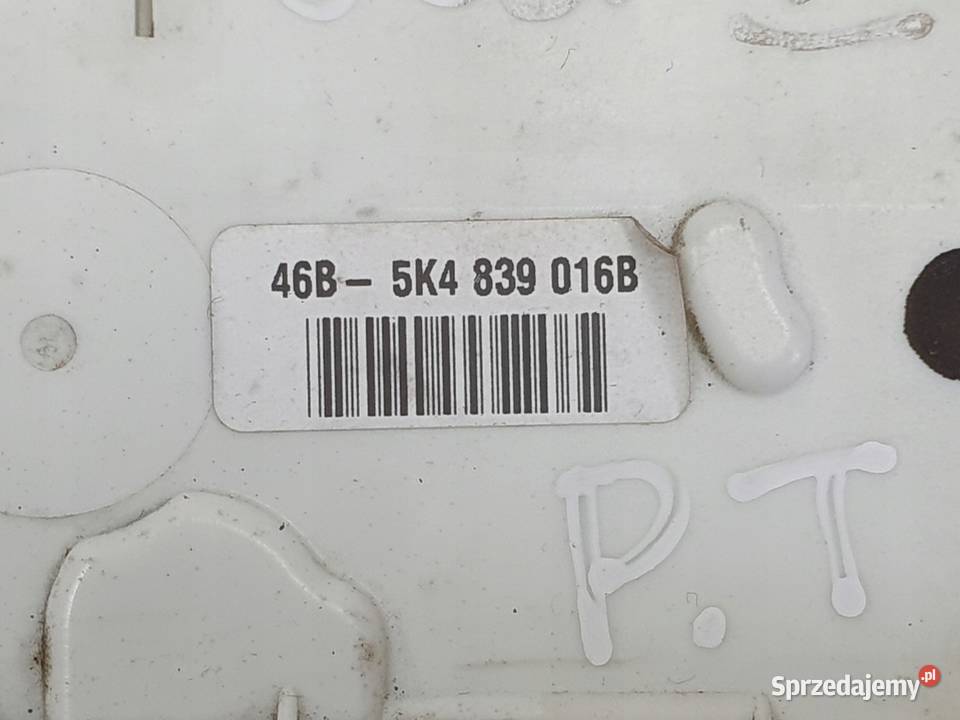 46B - 5K4 839 016B
P.T
Sprzedajemy.pl